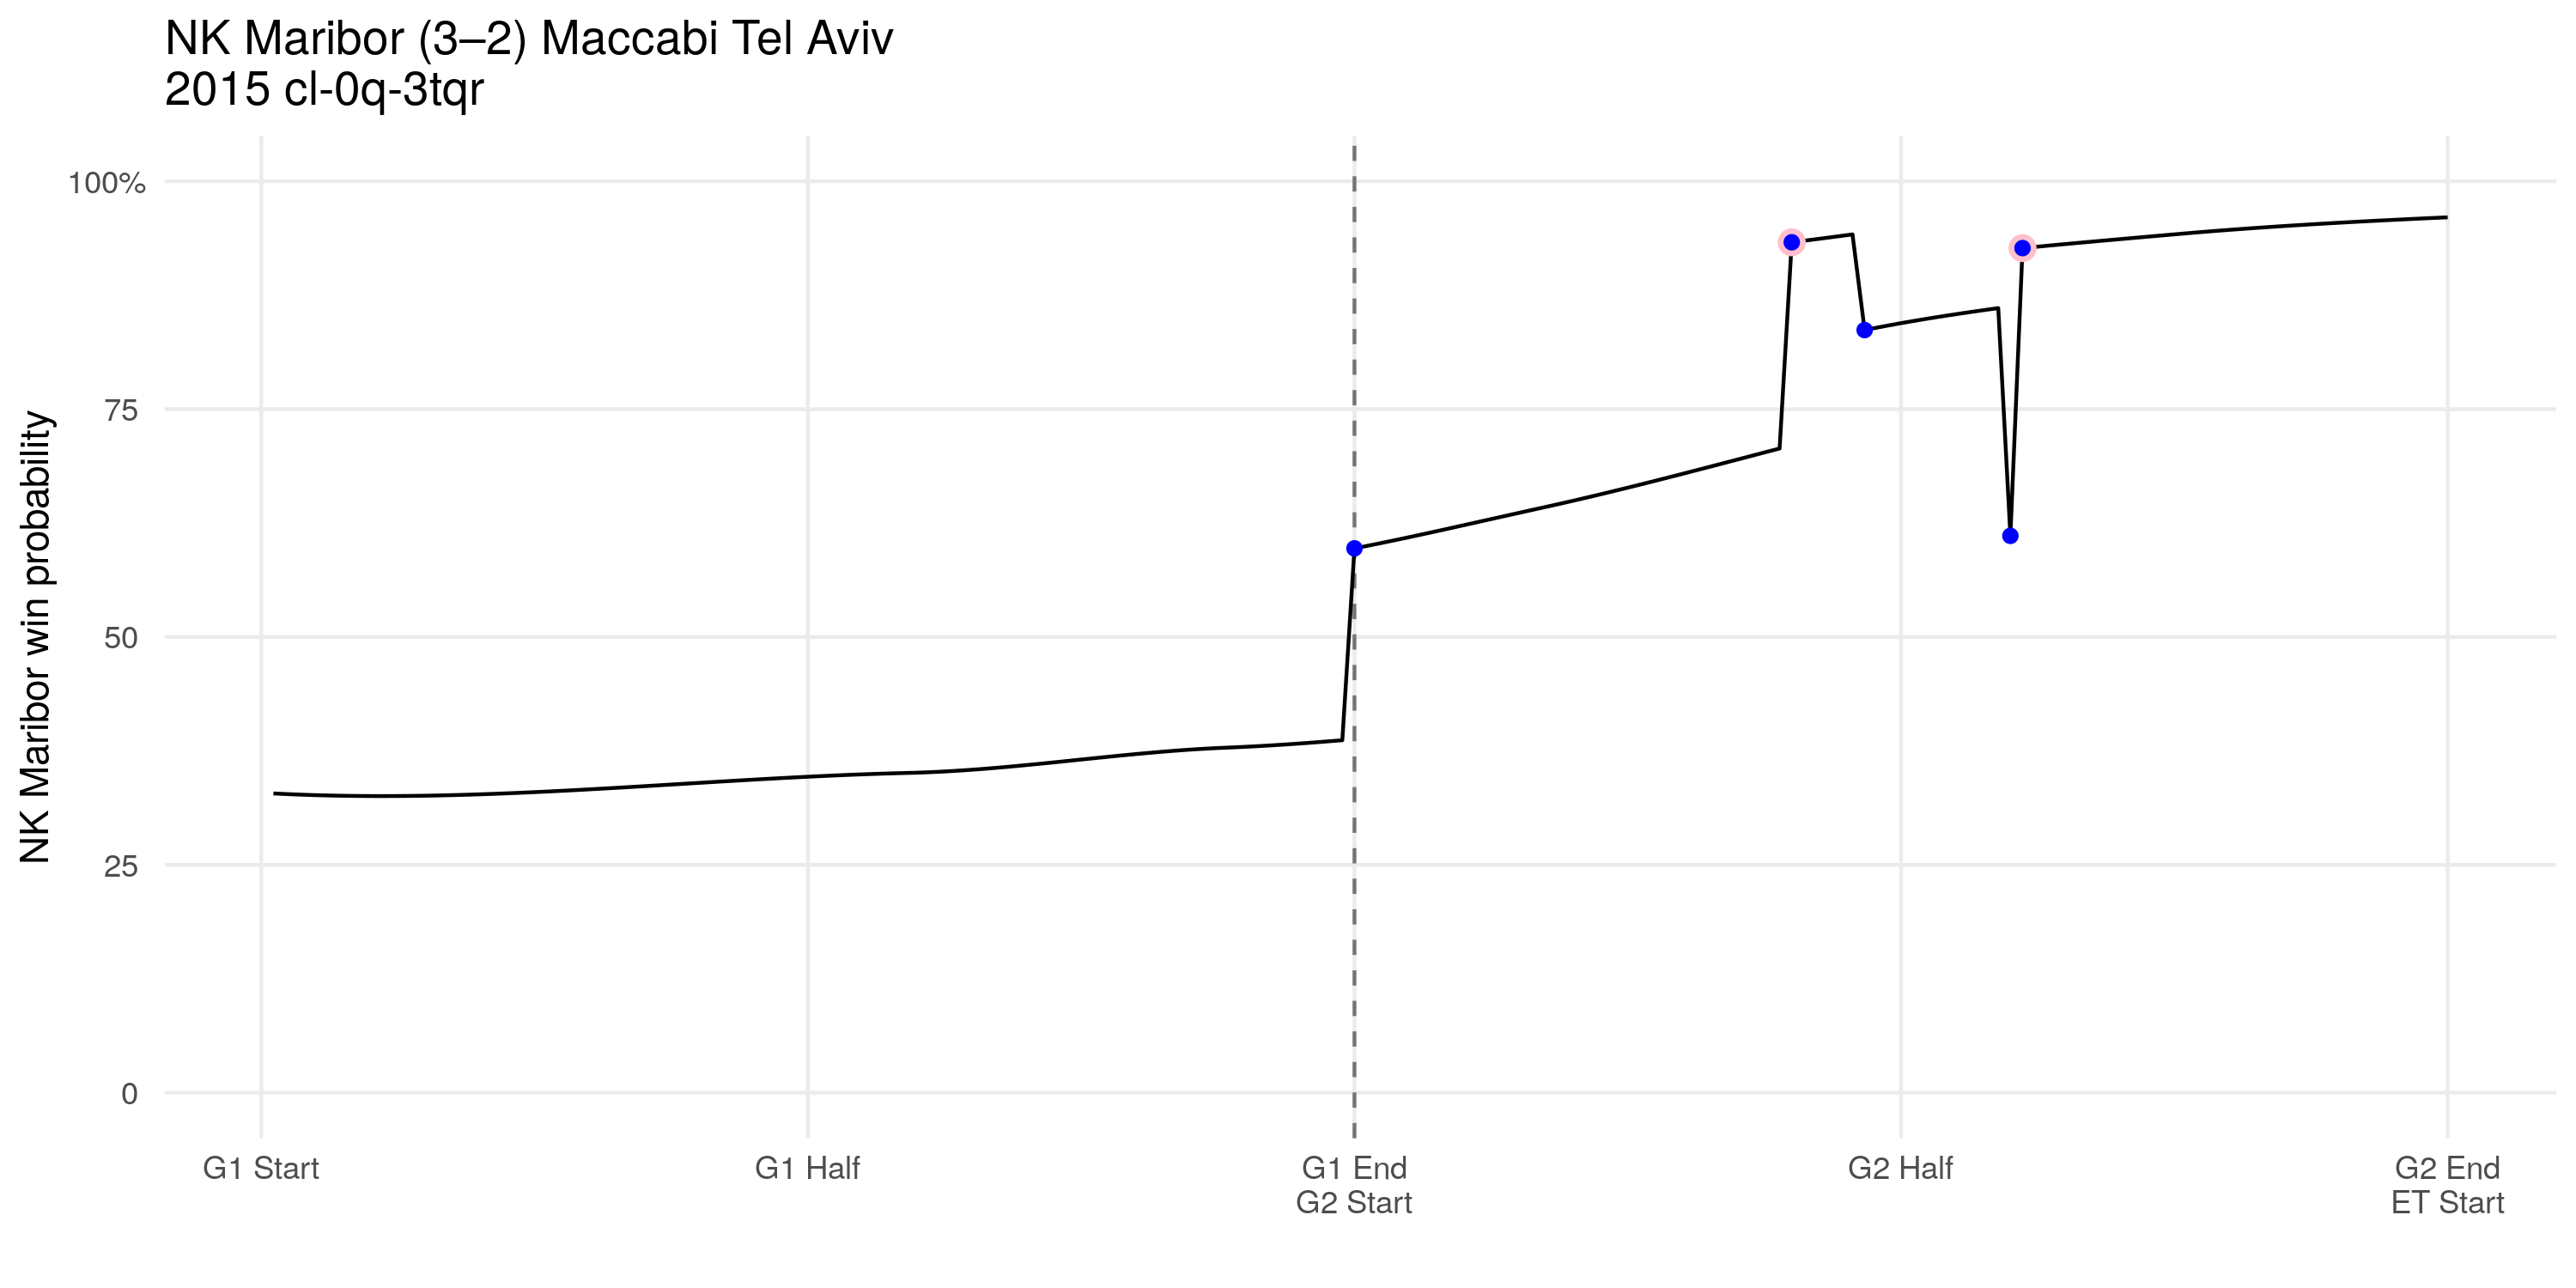 NK Maribor (3–2) Maccabi Tel Aviv
2015 cl-0q-3tqr
NK Maribor win probability
100%
75
50
25
0
G1 Start
G1 Half
G1 End
G2 Start
G2 Half
G2 End
ET Start